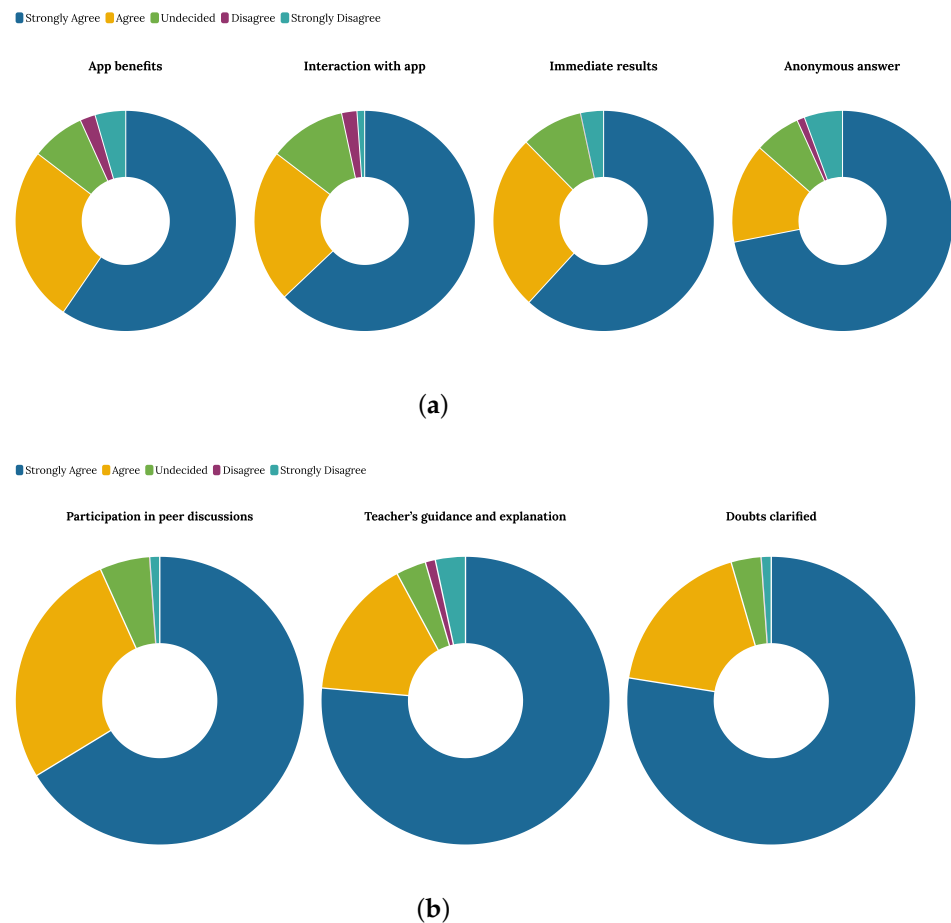 Strongly Agree Agree Undecided Disagree Strongly Disagree
App benefits Interaction with app Immediate results Anonymous answer
(a)
Strongly Agree Agree Undecided Disagree Strongly Disagree
Participation in peer discussions Teacher's guidance and explanation Doubts clarified
(b)